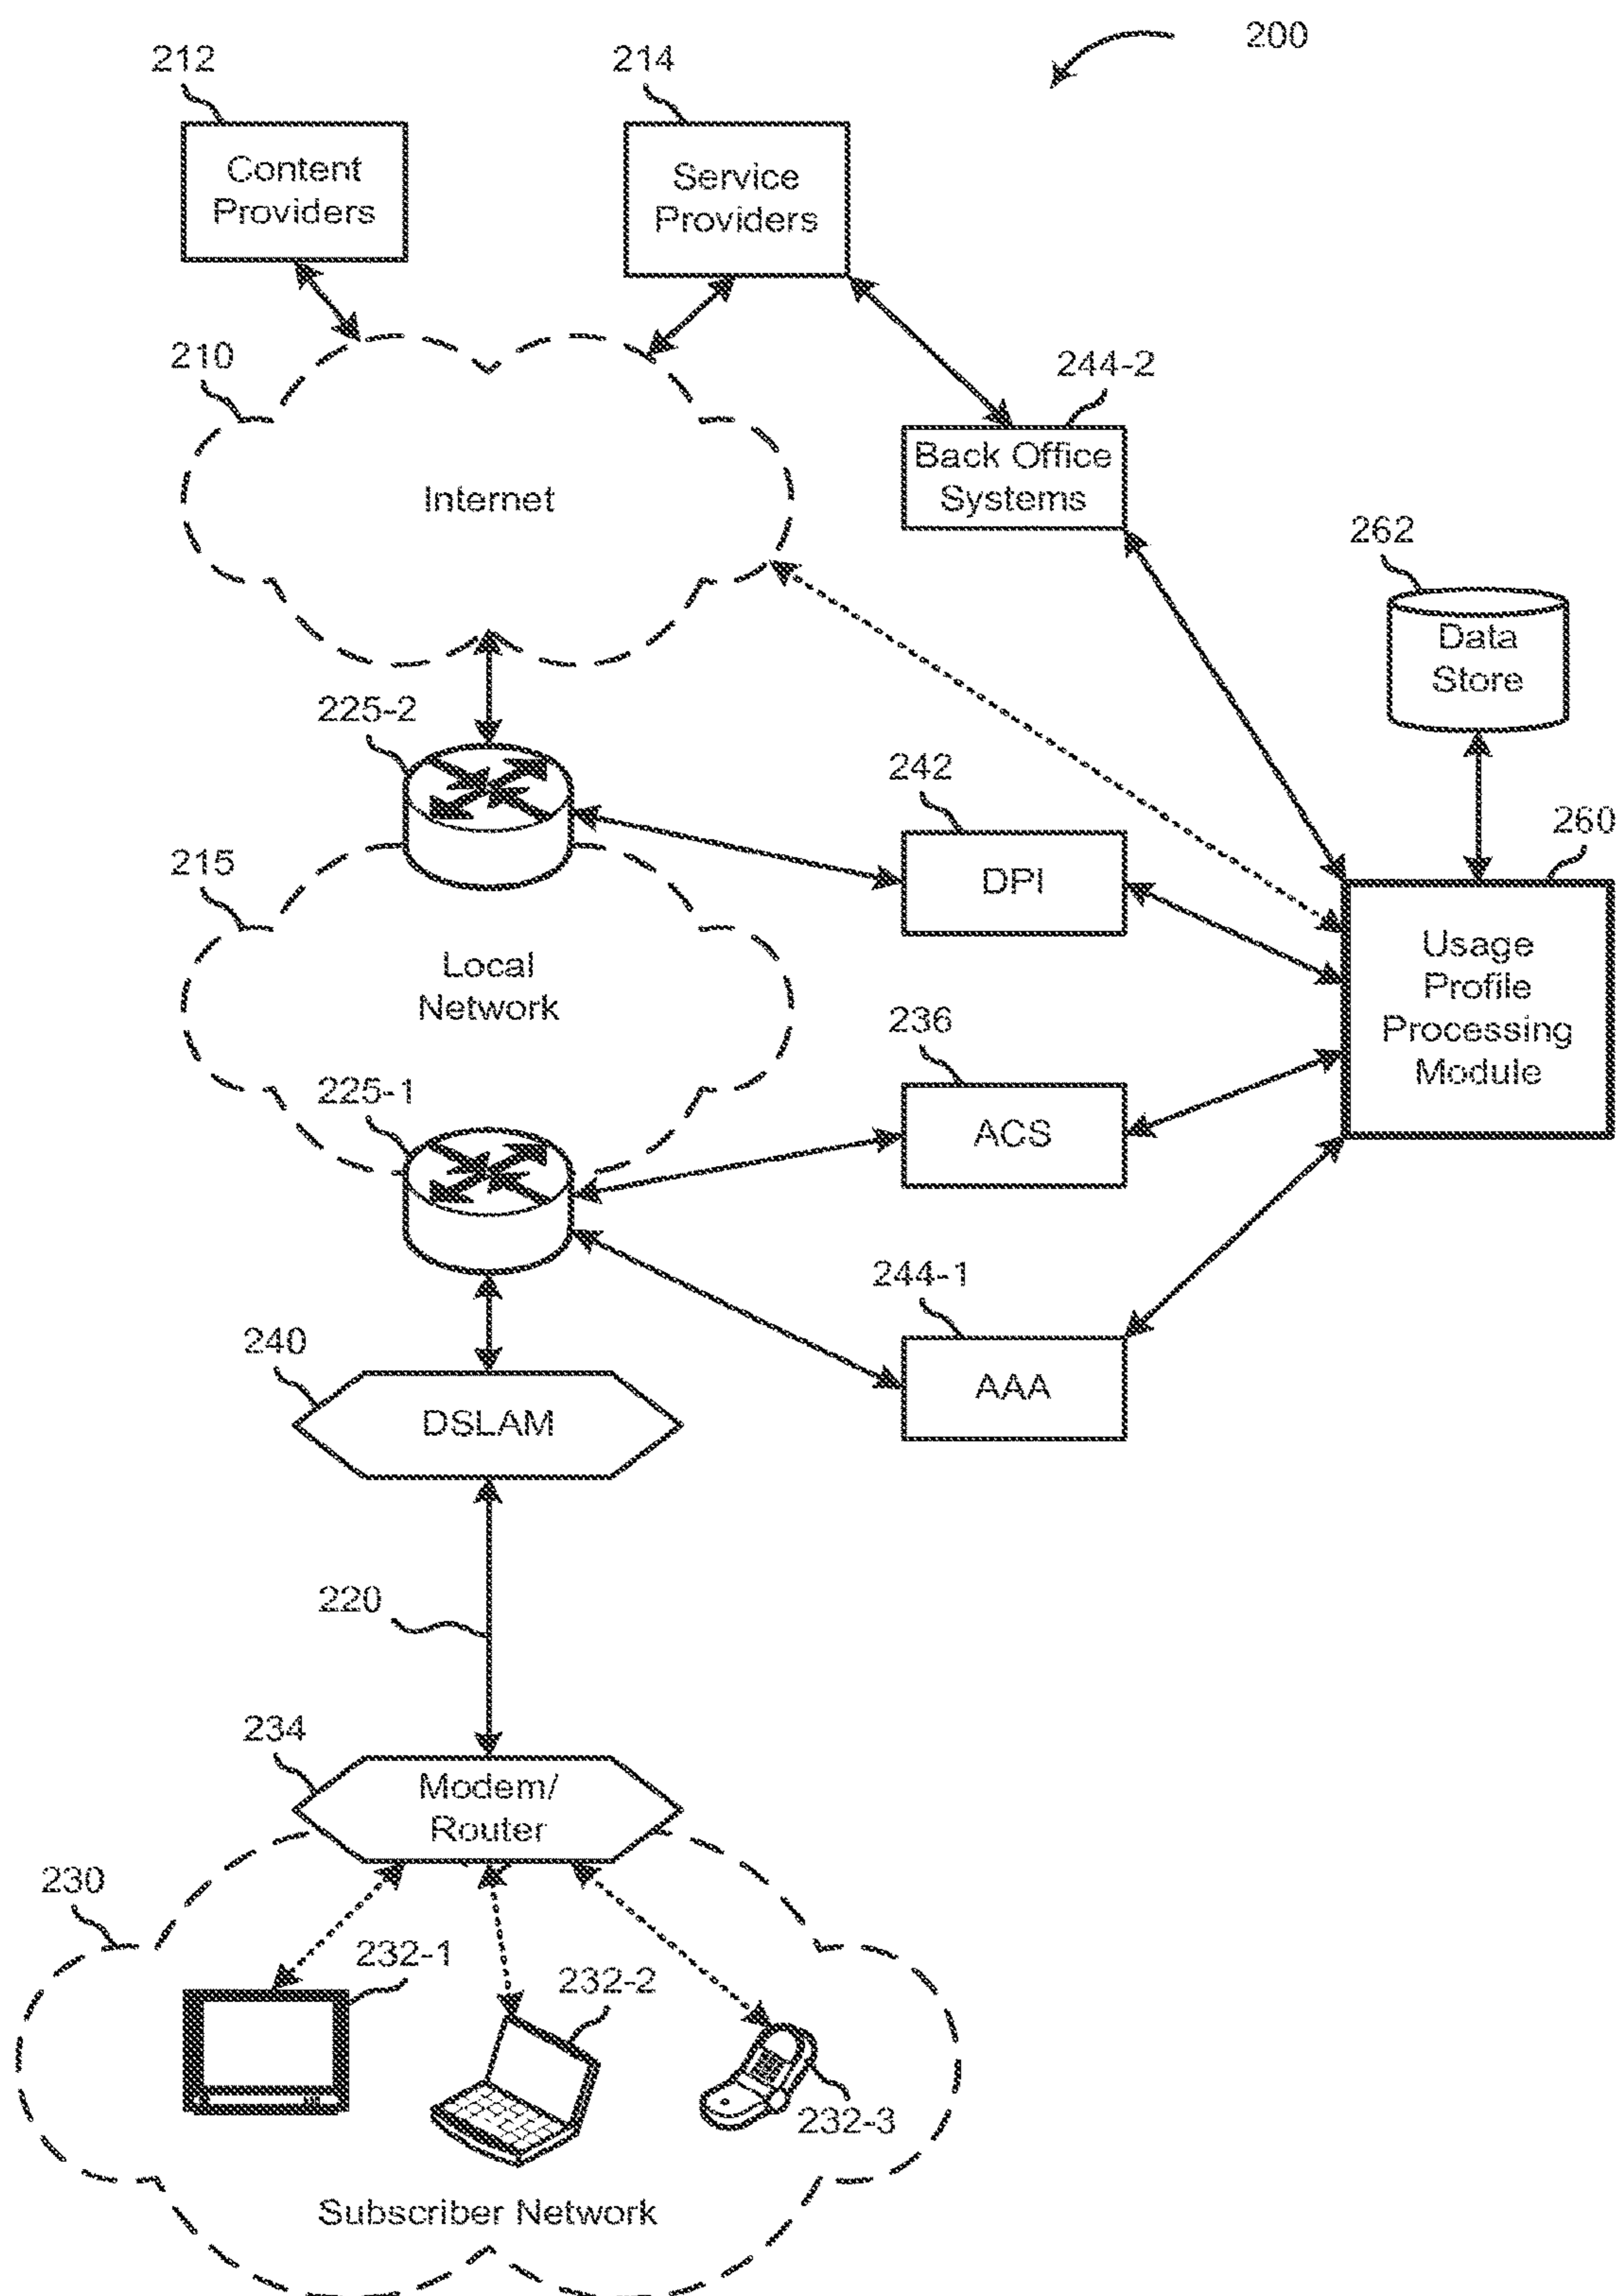 200
212
214
Content
Providers
Service
Providers
210
244-2
Back Office
Systems
Internet
262
Data
Store
225-2
242
260
DPI
215
Local
Network
Usage
Profile
Processing
Module
236
225-1
ACS
244-1
240
AAA
DSLAM
220
234
Modem/
Router
230
232-1
232-2
232-3
Subscriber Network